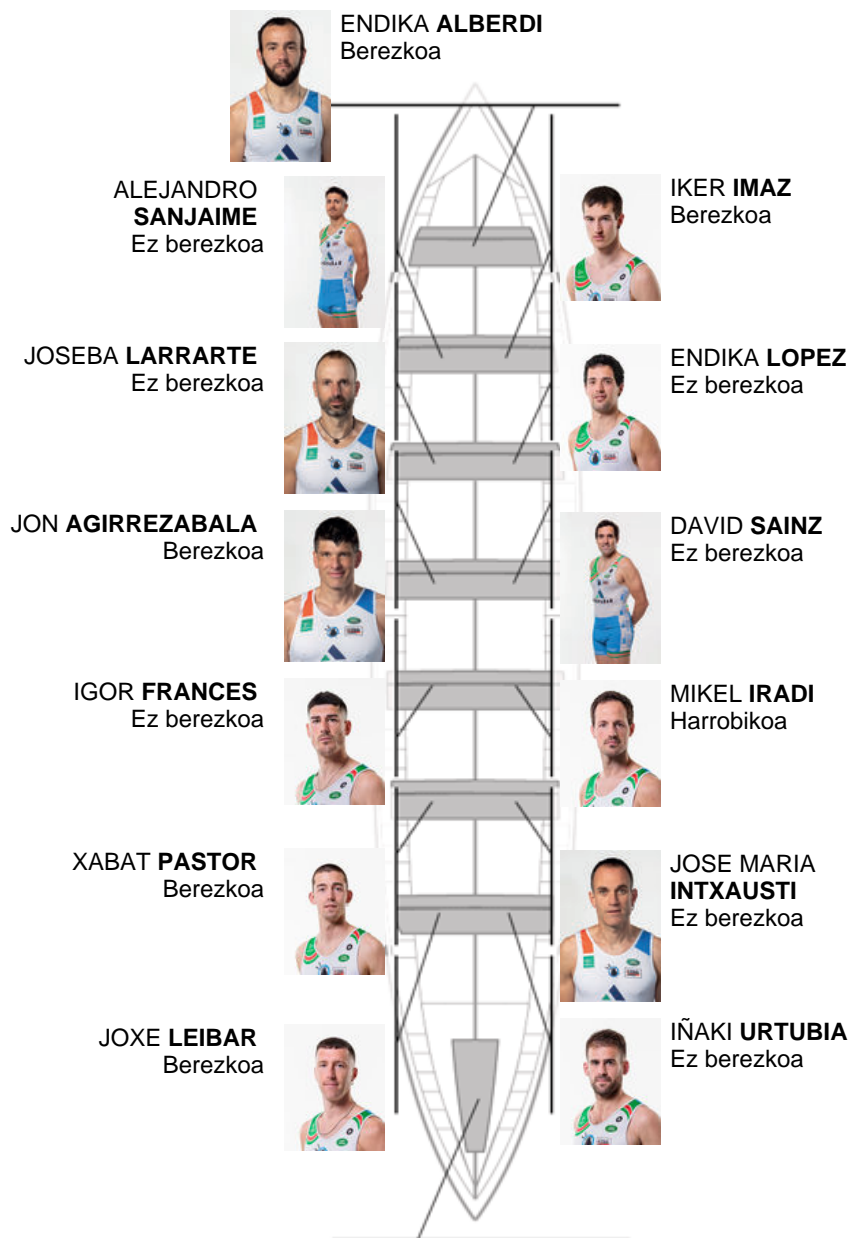 ENDIKA ALBERDI
Berezkoa
ALEJANDRO
SANJAIME
Ez berezkoa
IKER IMAZ
Berezkoa
JOSEBA LARRARTE
Ez berezkoa
ENDIKA LOPEZ
Ez berezkoa
JON AGIRREZABALA
Berezkoa
DAVID SAINZ
Ez berezkoa
IGOR FRANCES
Ez berezkoa
MIKEL IRADI
Harrobikoa
XABAT PASTOR
Berezkoa
JOSE MARIA
INTXAUSTI
Ez berezkoa
JOXE LEIBAR
Berezkoa
IÑAKI URTUBIA
Ez berezkoa